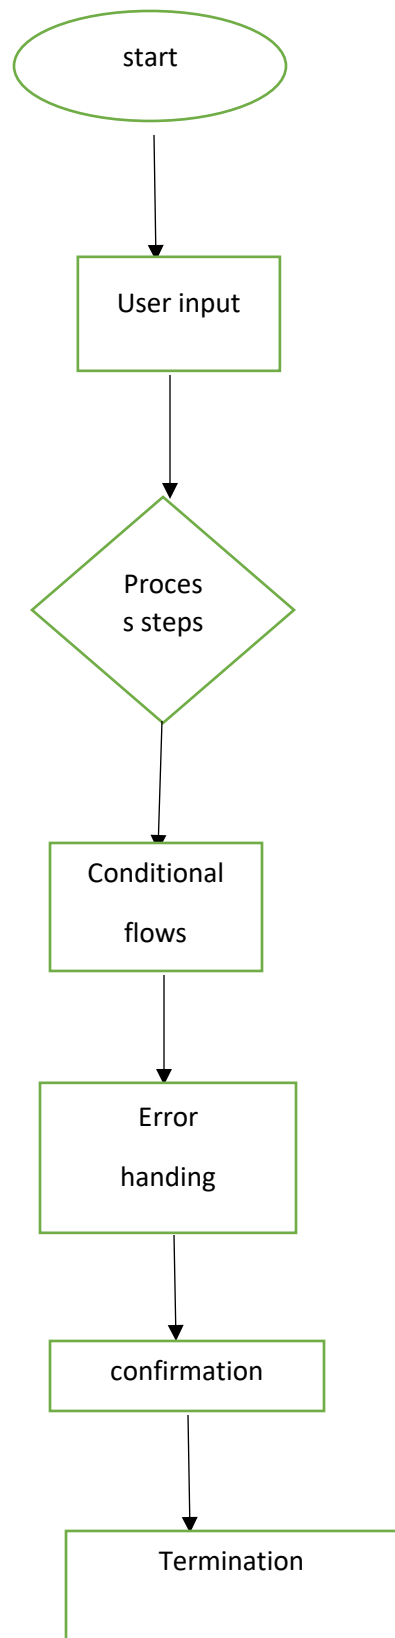 start
User input
Proces
s steps
Conditional
flows
Error
handing
confirmation
Termination